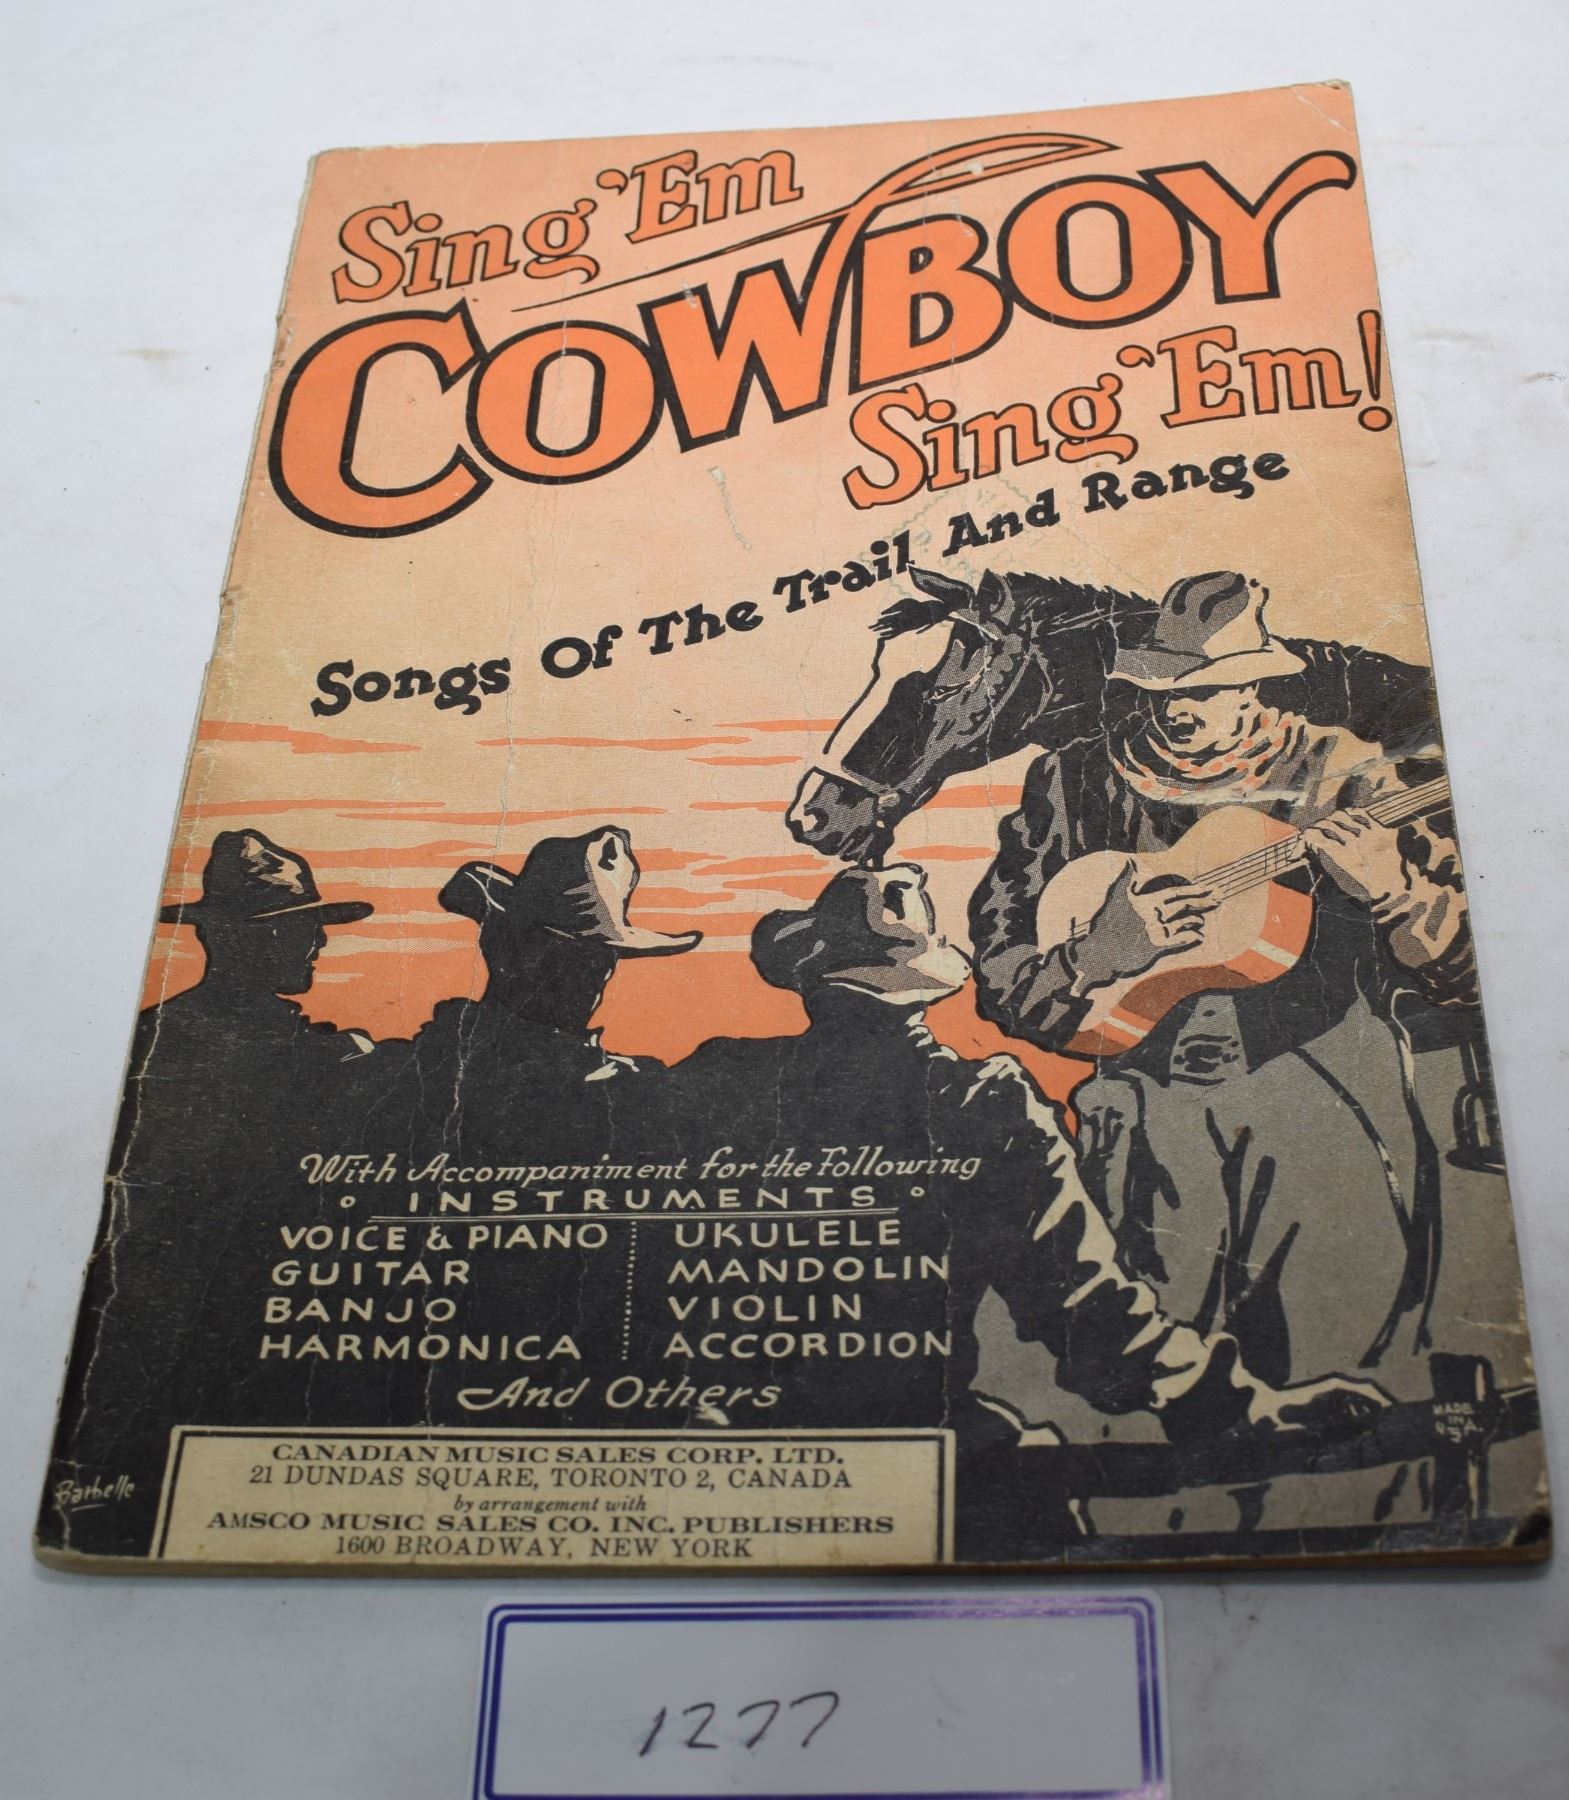 Sing 'Em
COWBOY
Sing 'Em!
Songs Of The Trail And Range
With Accompaniment for the Following
INSTRUMENTS
VOICE & PIANO
GUITAR
BANJO
HARMONICA
UKULELE
MANDOLIN
VIOLIN
ACCORDION
And Others
MADE
IN
U.S.A.
CANADIAN MUSIC SALES CORP. LTD.
21 DUNDAS SQUARE, TORONTO 2, CANADA
by arrangement with
AMSCO MUSIC SALES CO. INC. PUBLISHERS
1600 BROADWAY, NEW YORK
Barbelle
1277